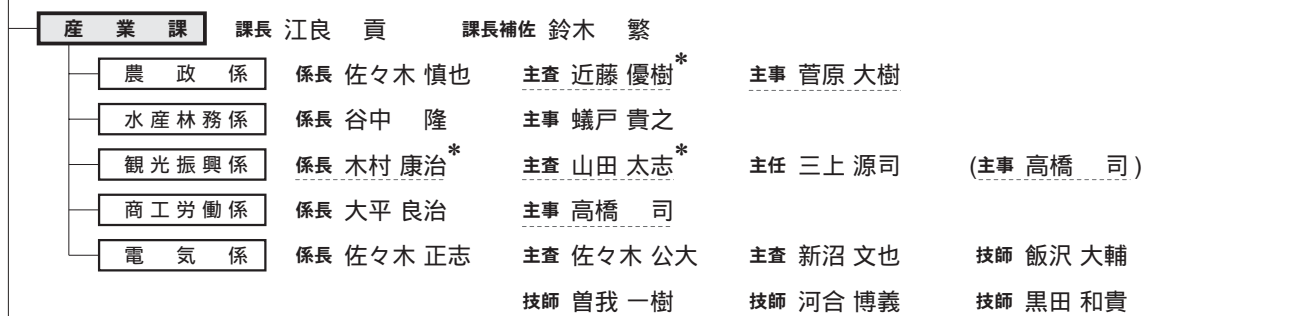 産業課 課長 江良 貢 課長補佐 鈴木 繁
農政係 係長 佐々木 慎也 主査 近藤 優樹* 主事 菅原 大樹
水産林務係 係長 谷中 隆 主事 蟻戸 貴之
観光振興係 係長 木村 康治* 主査 山田 太志* 主任 三上 源司 (主事 高橋 司)
商工労働係 係長 大平 良治 主事 高橋 司
電気係 係長 佐々木 正志 主査 佐々木 公大 主査 新沼 文也 技師 飯沢 大輔
技師 曽我 一樹 技師 河合 博義 技師 黒田 和貴